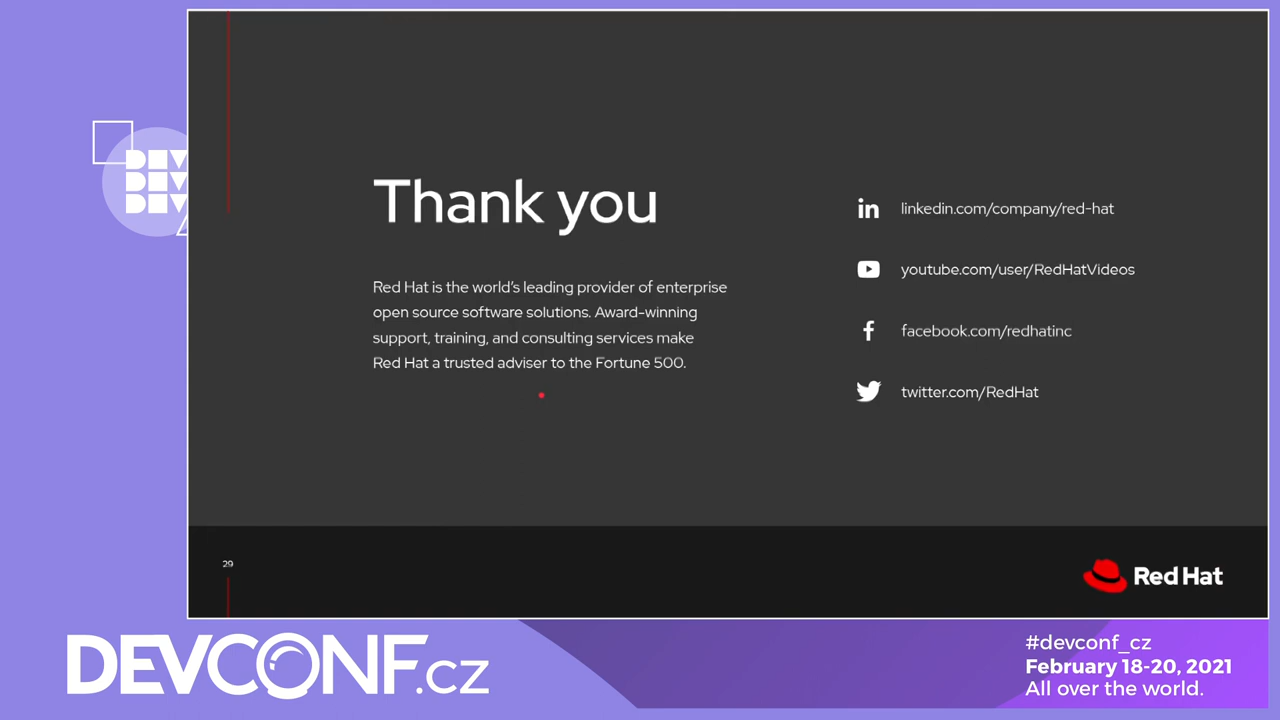 DEV
DEV
DEV
Thank you
Red Hat is the world's leading provider of enterprise
open source software solutions. Award-winning
support, training, and consulting services make
Red Hat a trusted adviser to the Fortune 500.
linkedin.com/company/red-hat
youtube.com/user/RedHatVideos
facebook.com/redhatinc
twitter.com/RedHat
29
Red Hat
DEVCONF.cz
#devconf_cz
February 18-20, 2021
All over the world.